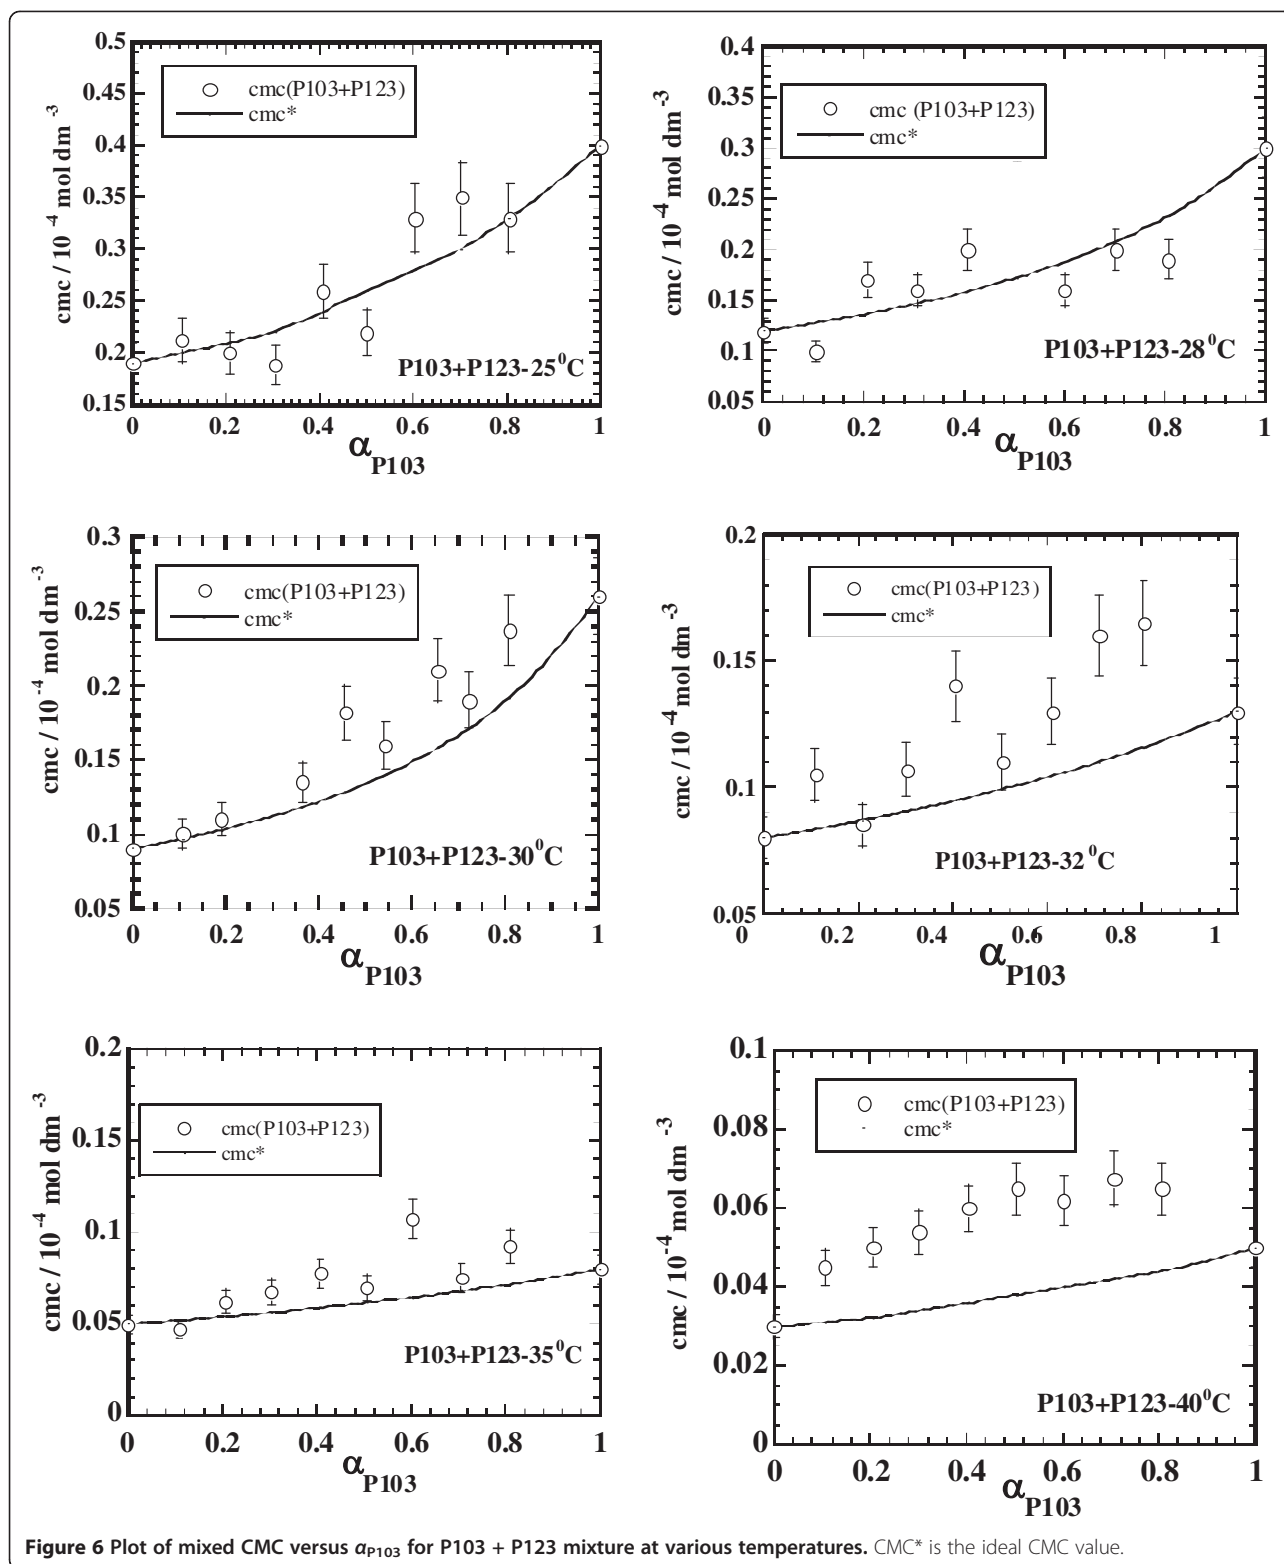 0.5
0.45
0.4
0.35
0.3
0.25
0.2
0.15
cmc / 10⁻⁴ mol dm⁻³
cmc(P103+P123)
cmc*
P103+P123-25⁰C
0 0.2 0.4 0.6 0.8 1
α P103
0.4
0.35
0.3
0.25
0.2
0.15
0.1
0.05
cmc / 10⁻⁴ mol dm⁻³
cmc (P103+P123)
cmc*
P103+P123-28⁰C
0 0.2 0.4 0.6 0.8 1
α P103
0.3
0.25
0.2
0.15
0.1
0.05
cmc / 10⁻⁴ mol dm⁻³
cmc(P103+P123)
cmc*
P103+P123-30⁰C
0 0.2 0.4 0.6 0.8 1
α P103
0.2
0.15
0.1
0.05
cmc / 10⁻⁴ mol dm⁻³
cmc(P103+P123)
cmc*
P103+P123-32⁰C
0 0.2 0.4 0.6 0.8 1
α P103
0.2
0.15
0.1
0.05
0
cmc / 10⁻⁴ mol dm⁻³
cmc(P103+P123)
cmc*
P103+P123-35⁰C
0 0.2 0.4 0.6 0.8 1
α P103
0.1
0.08
0.06
0.04
0.02
0
cmc / 10⁻⁴ mol dm⁻³
cmc(P103+P123)
cmc*
P103+P123-40⁰C
0 0.2 0.4 0.6 0.8 1
α P103
Figure 6 Plot of mixed CMC versus α P103 for P103 + P123 mixture at various temperatures. CMC* is the ideal CMC value.